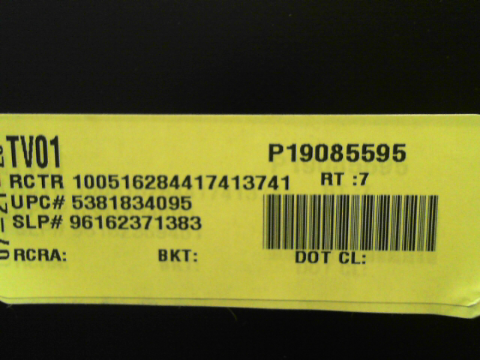 TV01 P19085595
RCTR 100516284417413741 RT :7
UPC# 5381834095
SLP# 96162371383
RCRA: BKT: DOT CL: